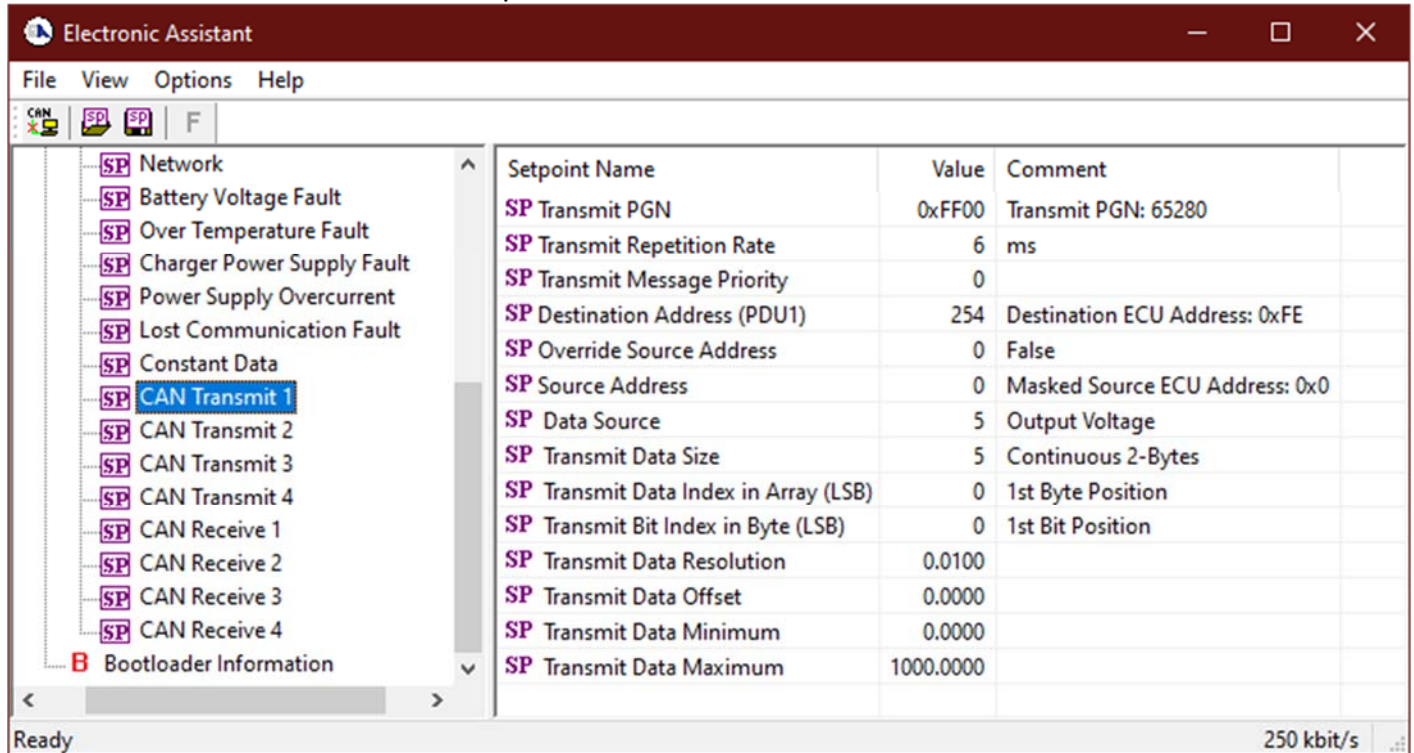 Electronic Assistant
File View Options Help
CAN SP SP F
SP Network
SP Battery Voltage Fault
SP Over Temperature Fault
SP Charger Power Supply Fault
SP Power Supply Overcurrent
SP Lost Communication Fault
SP Constant Data
SP CAN Transmit 1
SP CAN Transmit 2
SP CAN Transmit 3
SP CAN Transmit 4
SP CAN Receive 1
SP CAN Receive 2
SP CAN Receive 3
SP CAN Receive 4
B Bootloader Information
Setpoint Name Value Comment
SP Transmit PGN 0xFF00 Transmit PGN: 65280
SP Transmit Repetition Rate 6 ms
SP Transmit Message Priority 0
SP Destination Address (PDU1) 254 Destination ECU Address: 0xFE
SP Override Source Address 0 False
SP Source Address 0 Masked Source ECU Address: 0x0
SP Data Source 5 Output Voltage
SP Transmit Data Size 5 Continuous 2-Bytes
SP Transmit Data Index in Array (LSB) 0 1st Byte Position
SP Transmit Bit Index in Byte (LSB) 0 1st Bit Position
SP Transmit Data Resolution 0.0100
SP Transmit Data Offset 0.0000
SP Transmit Data Minimum 0.0000
SP Transmit Data Maximum 1000.0000
Ready 250 kbit/s